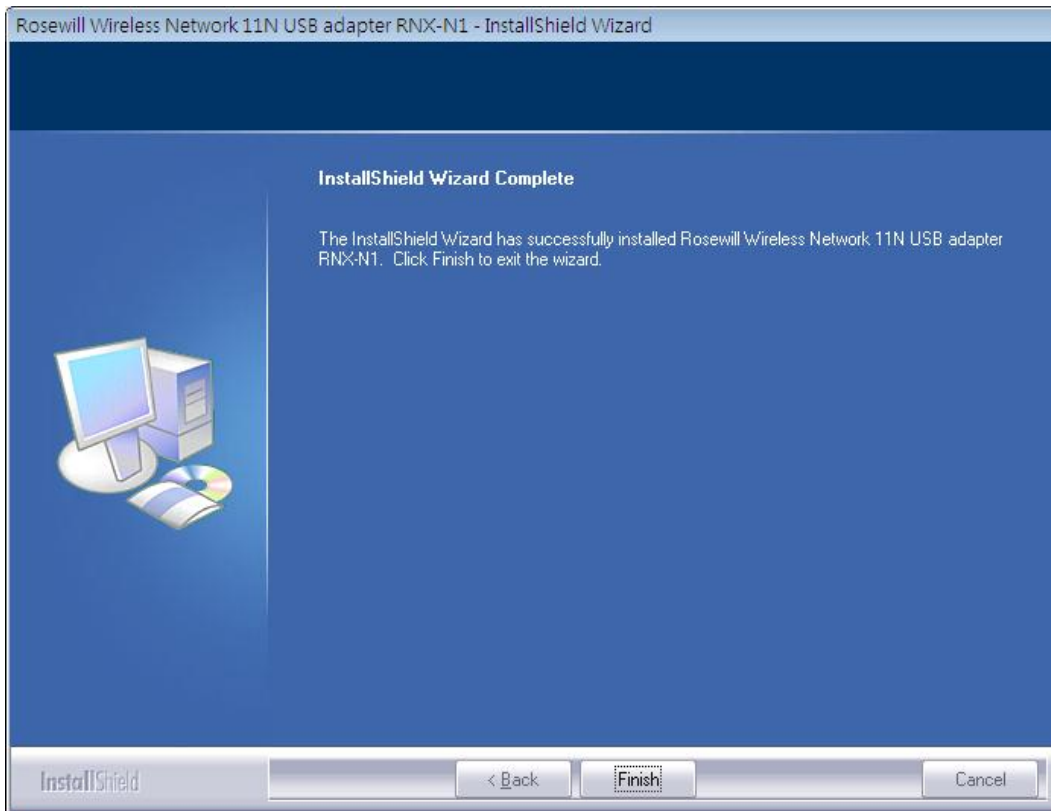 Rosewill Wireless Network 11N USB adapter RNX-N1 - InstallShield Wizard
InstallShield Wizard Complete
The InstallShield Wizard has successfully installed Rosewill Wireless Network 11N USB adapter
RNX-N1. Click Finish to exit the wizard.
InstallShield
< Back
Finish
Cancel